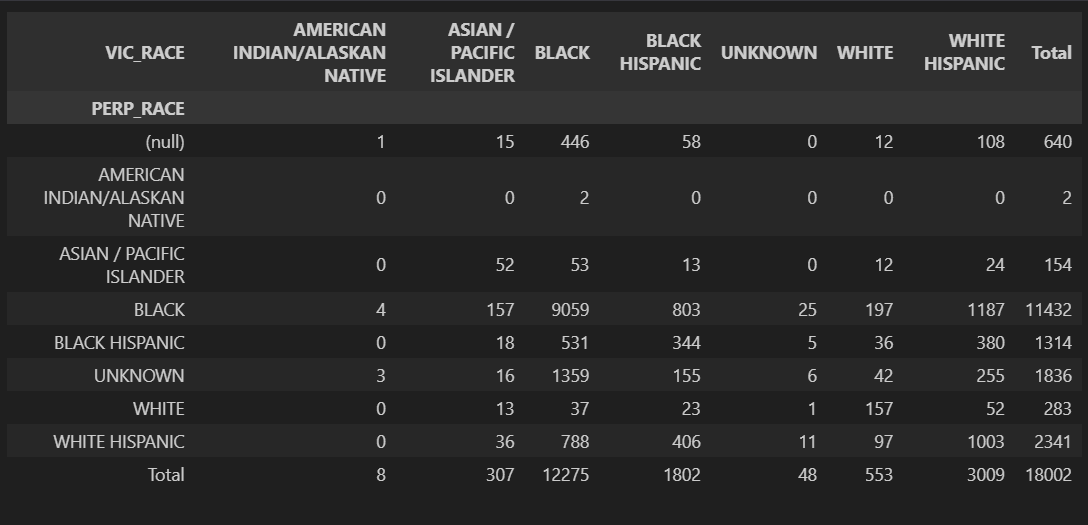 VIC_RACE AMERICAN INDIAN/ALASKAN NATIVE ASIAN / PACIFIC ISLANDER BLACK BLACK HISPANIC UNKNOWN WHITE WHITE HISPANIC Total
PERP_RACE
(null) 1 15 446 58 0 12 108 640
AMERICAN INDIAN/ALASKAN NATIVE 0 0 2 0 0 0 0 2
ASIAN / PACIFIC ISLANDER 0 52 53 13 0 12 24 154
BLACK 4 157 9059 803 25 197 1187 11432
BLACK HISPANIC 0 18 531 344 5 36 380 1314
UNKNOWN 3 16 1359 155 6 42 255 1836
WHITE 0 13 37 23 1 157 52 283
WHITE HISPANIC 0 36 788 406 11 97 1003 2341
Total 8 307 12275 1802 48 553 3009 18002